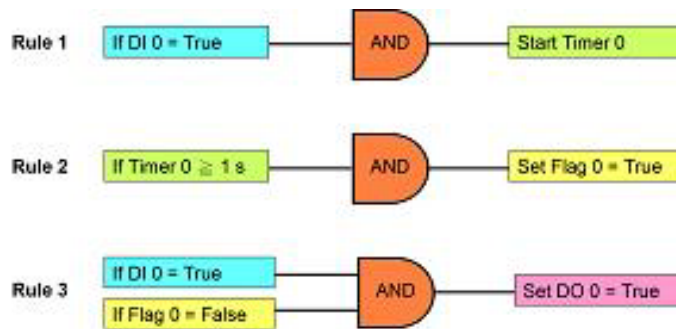 Rule 1
If DI 0 = True
AND
Start Timer 0
Rule 2
If Timer 0 ≧ 1 s
AND
Set Flag 0 = True
Rule 3
If DI 0 = True
If Flag 0 = False
AND
Set DO 0 = True